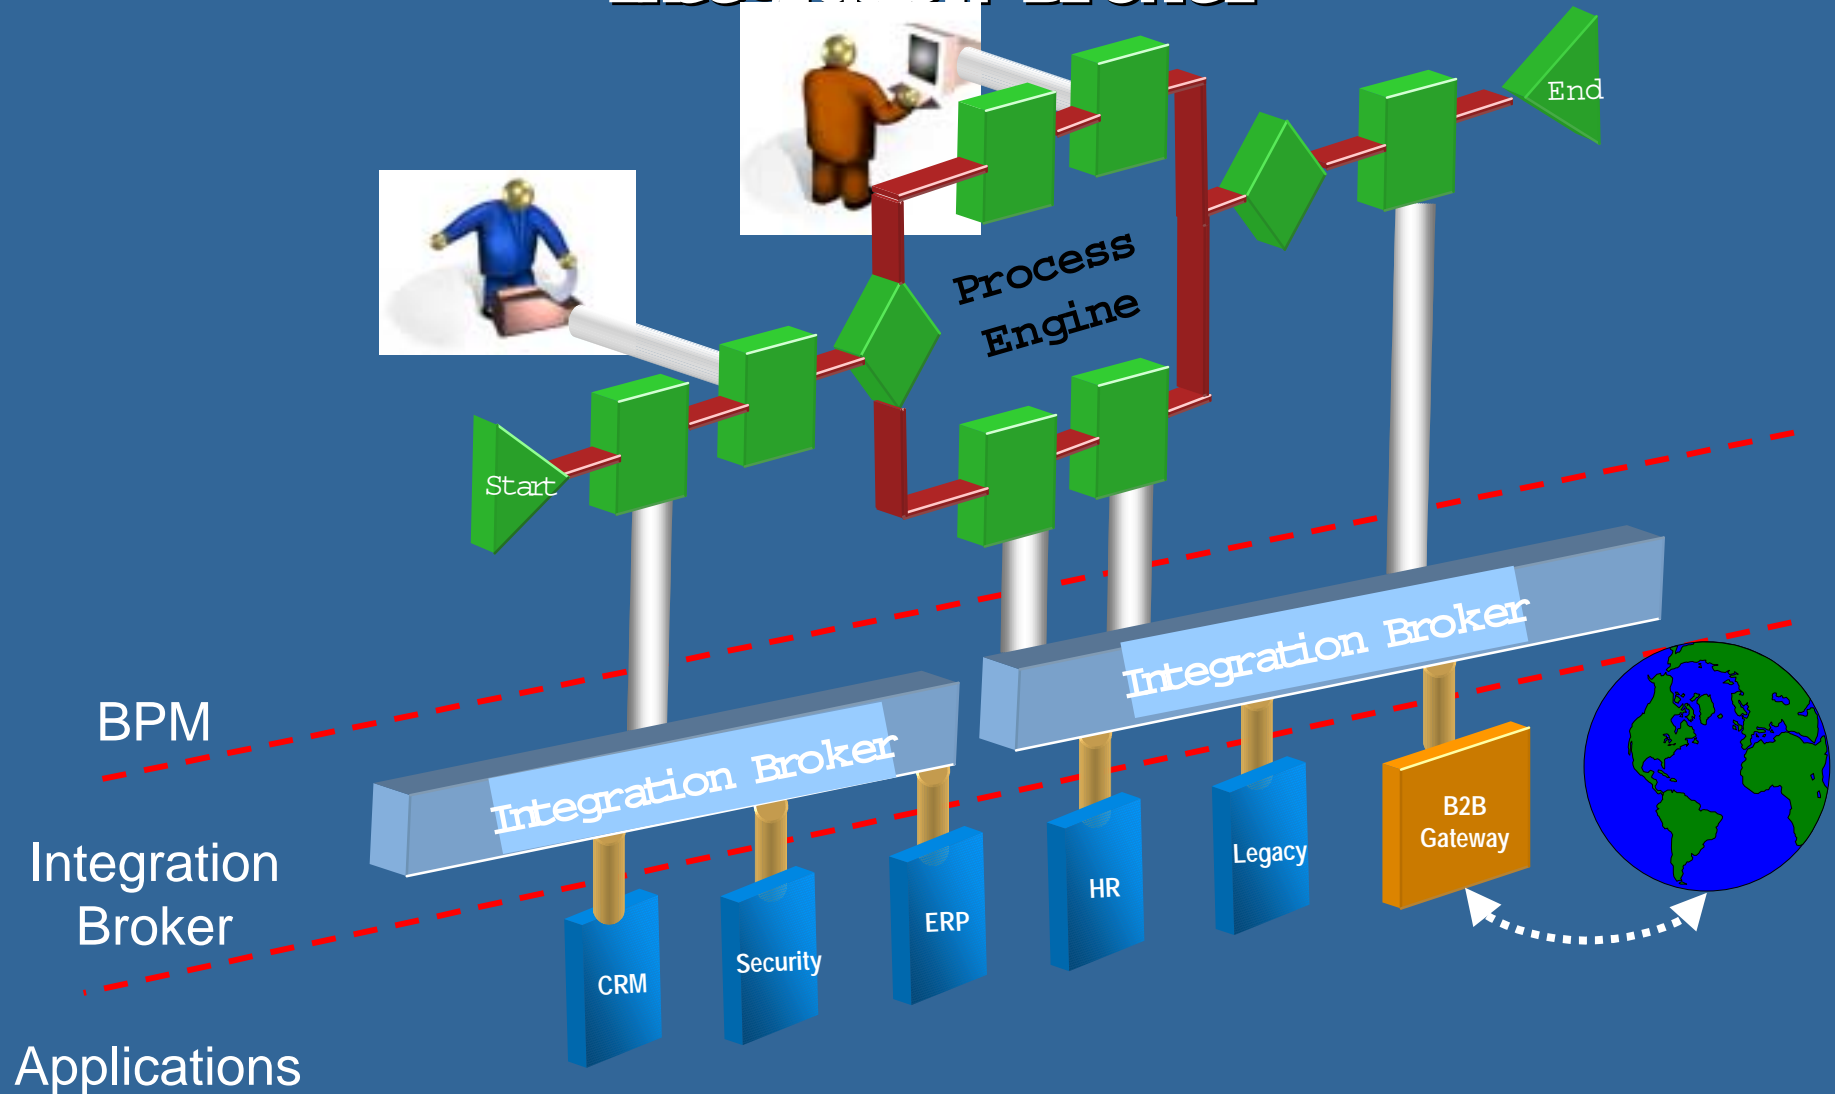 Broker
End
Process
Engine
Start
Integration Broker
Integration Broker
BPM
Integration
Broker
Applications
CRM
Security
ERP
HR
Legacy
B2B
Gateway